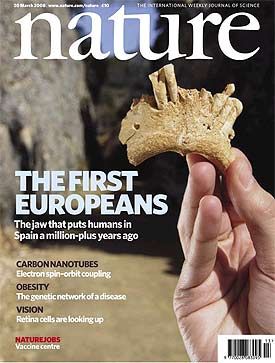 nature
20 March 2008 www.nature.com/nature £10
THE INTERNATIONAL WEEKLY JOURNAL OF SCIENCE
THE FIRST
EUROPEANS
The jaw that puts humans in
Spain a million-plus years ago
CARBON NANOTUBES
Electron spin–orbit coupling
OBESITY
The genetic network of a disease
VISION
Retina cells are looking up
NATUREJOBS
Vaccine centre